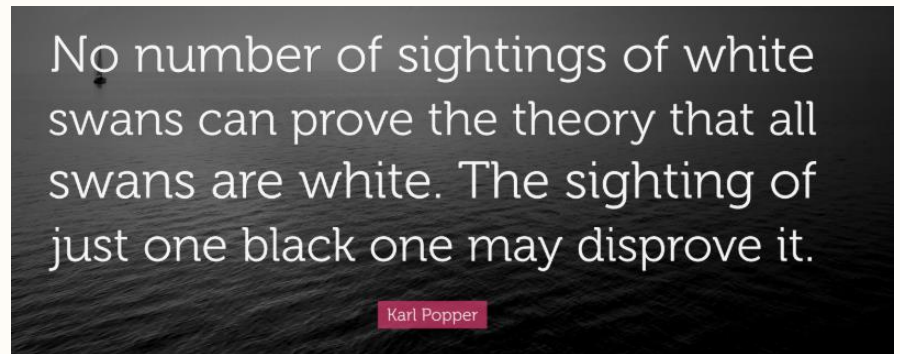 No number of sightings of white
swans can prove the theory that all
swans are white. The sighting of
just one black one may disprove it.
Karl Popper